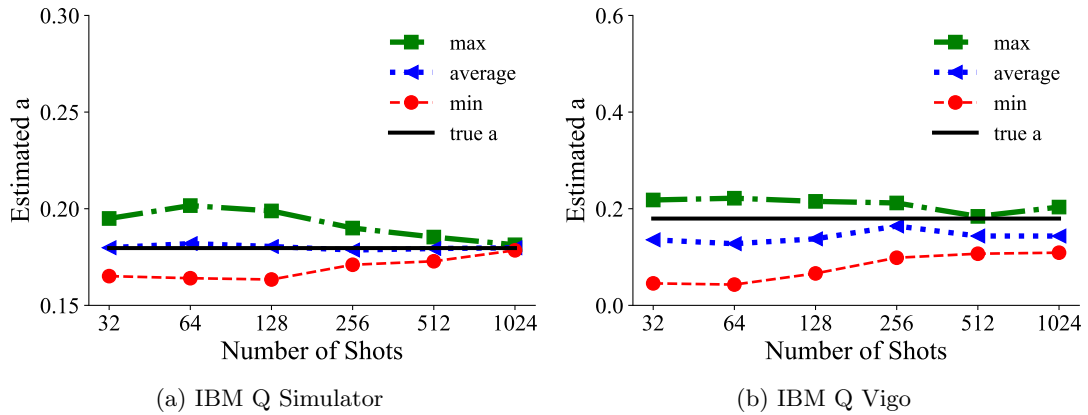 0.30
0.25
0.20
0.15
Estimated a
max
average
min
true a
32 64 128 256 512 1024
Number of Shots
(a) IBM Q Simulator
0.6
0.4
0.2
0.0
Estimated a
max
average
min
true a
32 64 128 256 512 1024
Number of Shots
(b) IBM Q Vigo